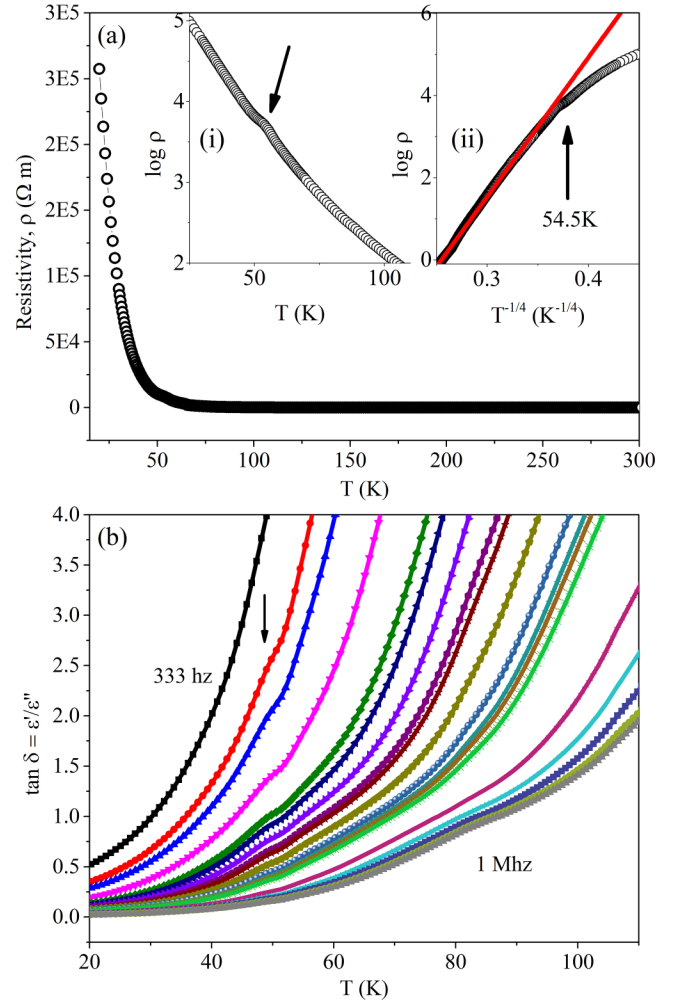 (a)
Resistivity, ρ (Ω m)
3E5
3E5
2E5
2E5
1E5
5E4
0
50 100 150 200 250 300
T (K)
(i)
log ρ
5
4
3
2
50 100
T (K)
(ii)
log ρ
6
4
2
0
54.5K
0.3 0.4
T-1/4 (K-1/4)
(b)
tan δ = ε'/ε''
4.0
3.5
3.0
2.5
2.0
1.5
1.0
0.5
0.0
333 hz
1 Mhz
20 40 60 80 100
T (K)